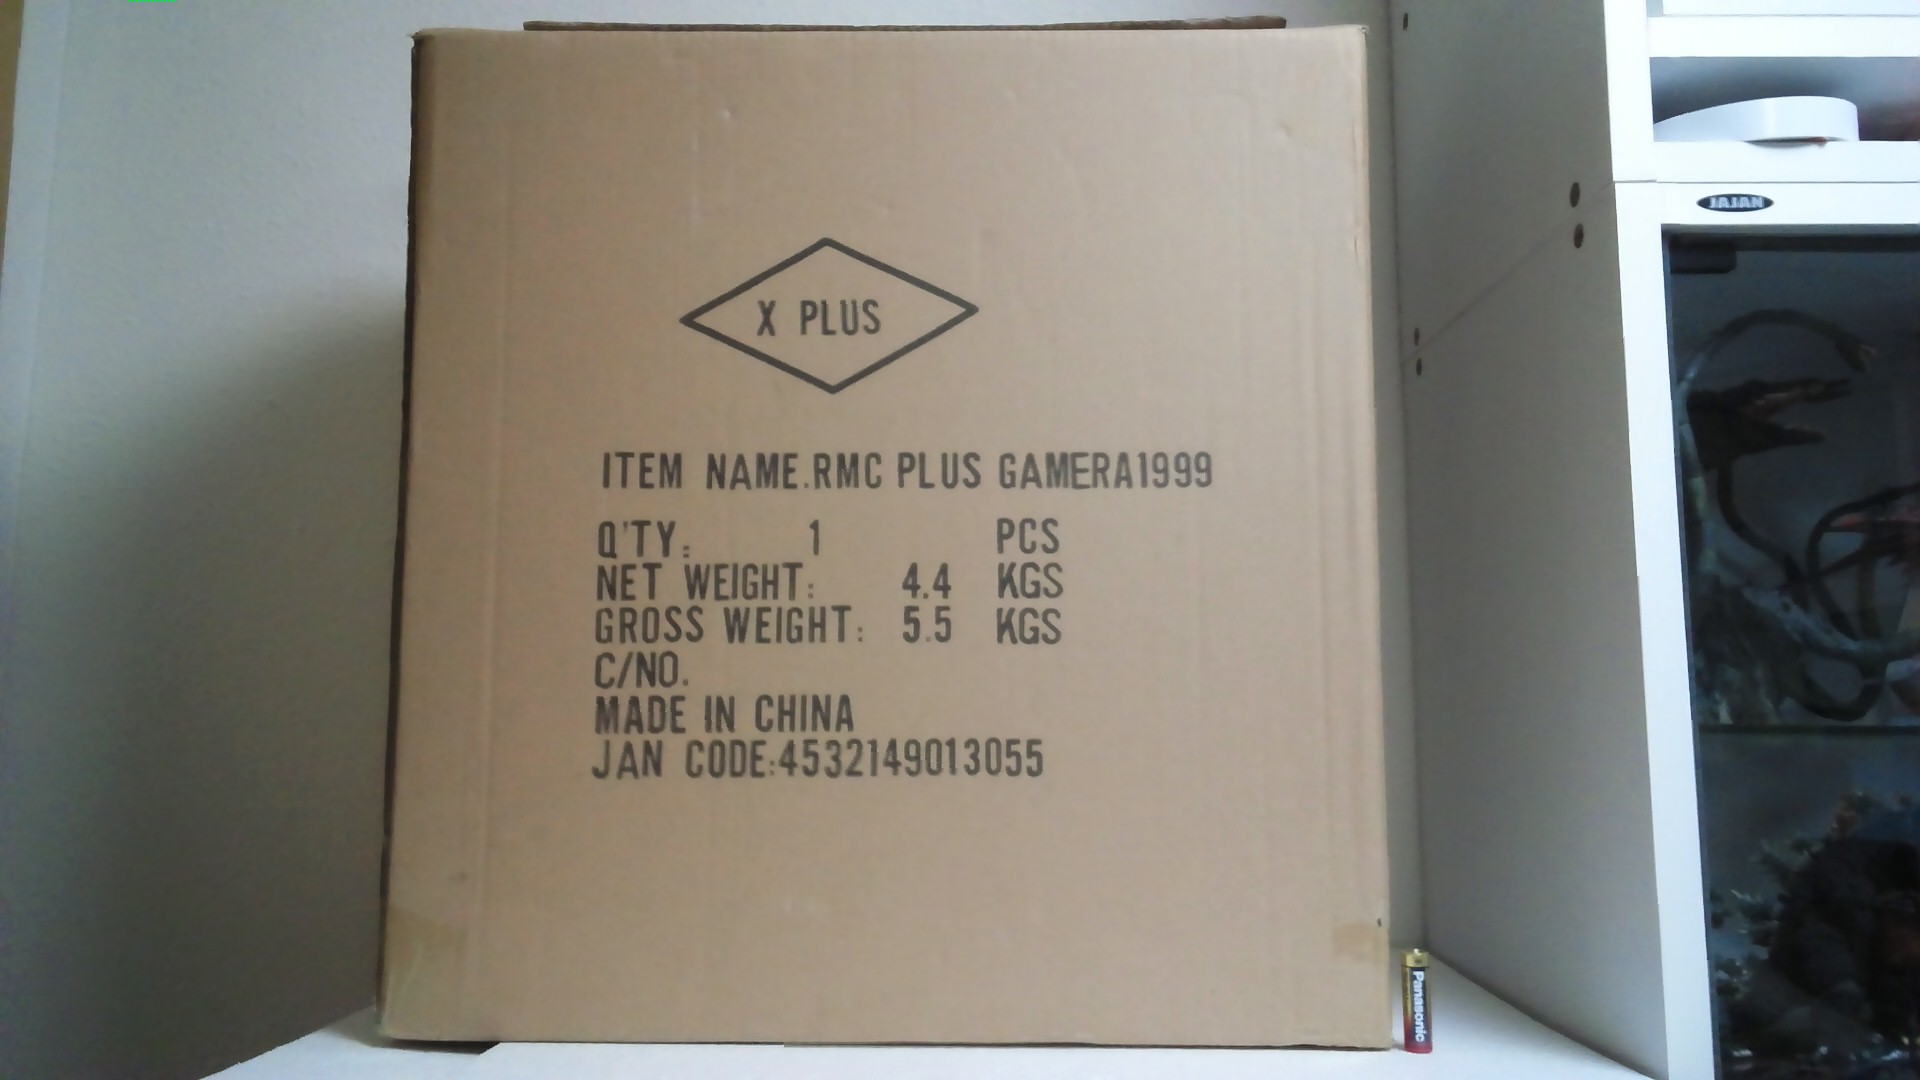 X PLUS
ITEM NAME.RMC PLUS GAMERA1999
Q'TY: 1 PCS
NET WEIGHT: 4.4 KGS
GROSS WEIGHT: 5.5 KGS
C/NO.
MADE IN CHINA
JAN CODE:4532149013055
JAJAN
Panasonic